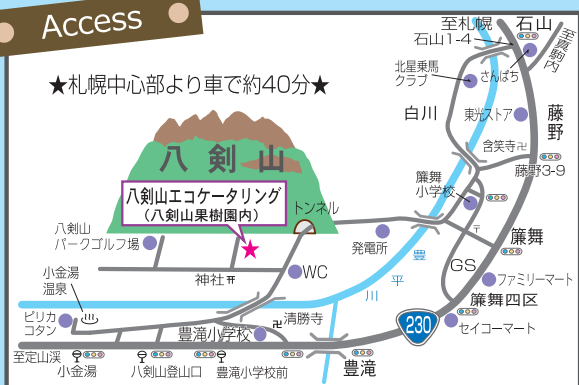 Access
★札幌中心部より車で約40分★
至札幌
石山
石山1-4
至真駒内
北星乗馬
クラブ
さんぱち
白川
東光ストア
藤野
含笑寺卍
藤野3-9
八剣山
八剣山エコケータリング
(八剣山果樹園内)
トンネル
簾舞
小学校
〒
簾舞
八剣山
パークゴルフ場
発電所
豊平川
GS
ファミリーマート
神社
WC
小金湯
温泉
簾舞四区
ピリカ
コタン
卍清勝寺
豊滝小学校
230
セイコーマート
至定山渓
小金湯
八剣山登山口
豊滝小学校前
豊滝